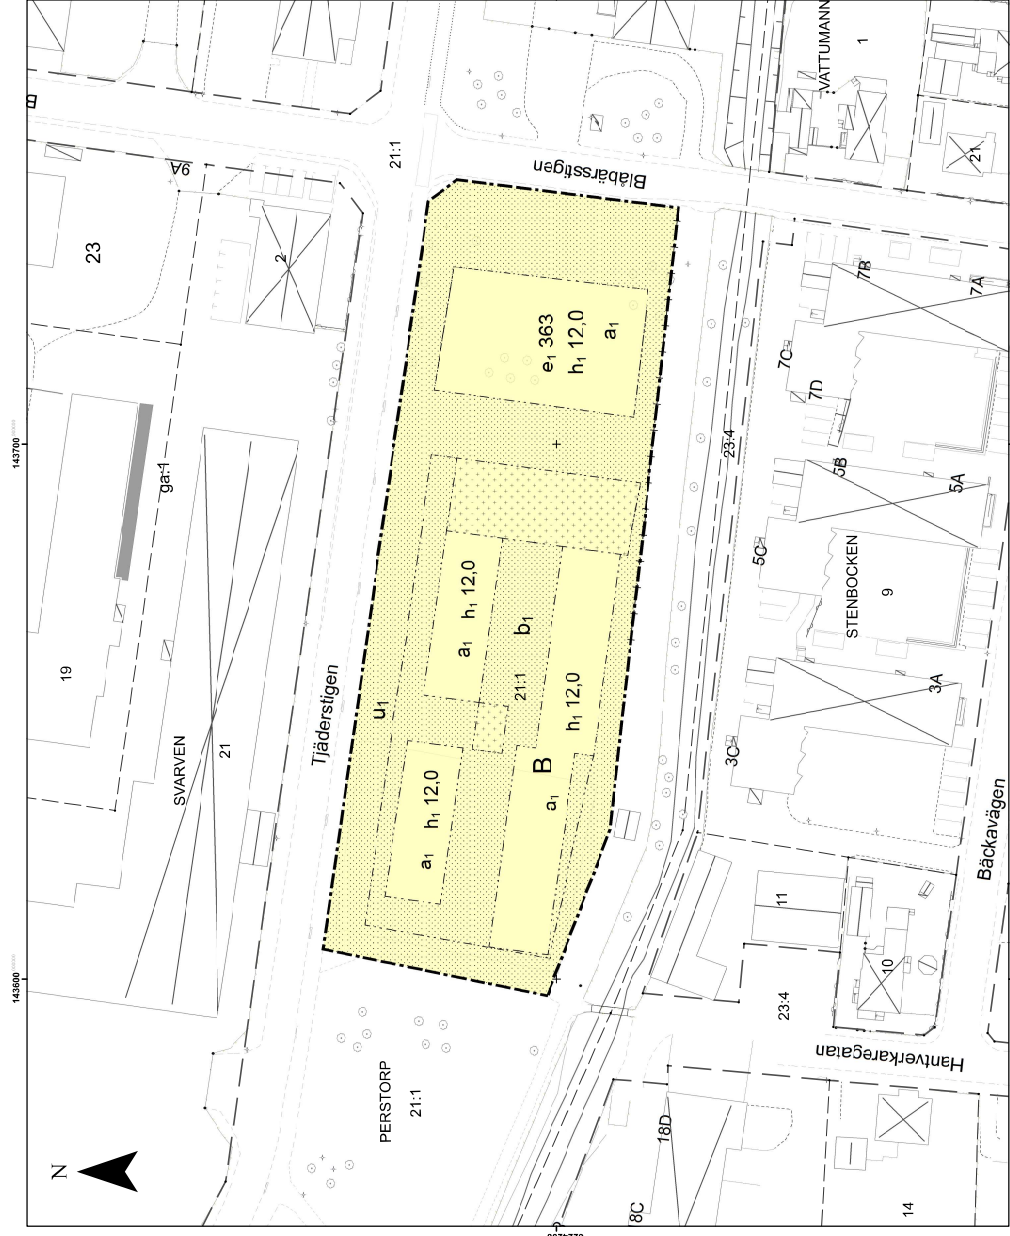 N
143700
143600
B
9A
23
2
21:1
Blåbärsstigen
VATTUMANN
1
21
ga:1
19
SVARVEN
21
Tjäderstigen
e1 363
h1 12,0
a1
u1
a1 h1 12,0
b1
21:1
h1 12,0
B
a1
a1 h1 12,0
23:4
7B
7A
7C
7D
5B
5A
5C
STENBOCKEN
9
3A
3C
Bäckavägen
11
10
23:4
Hantverkaregatan
PERSTORP
21:1
18D
8C
14